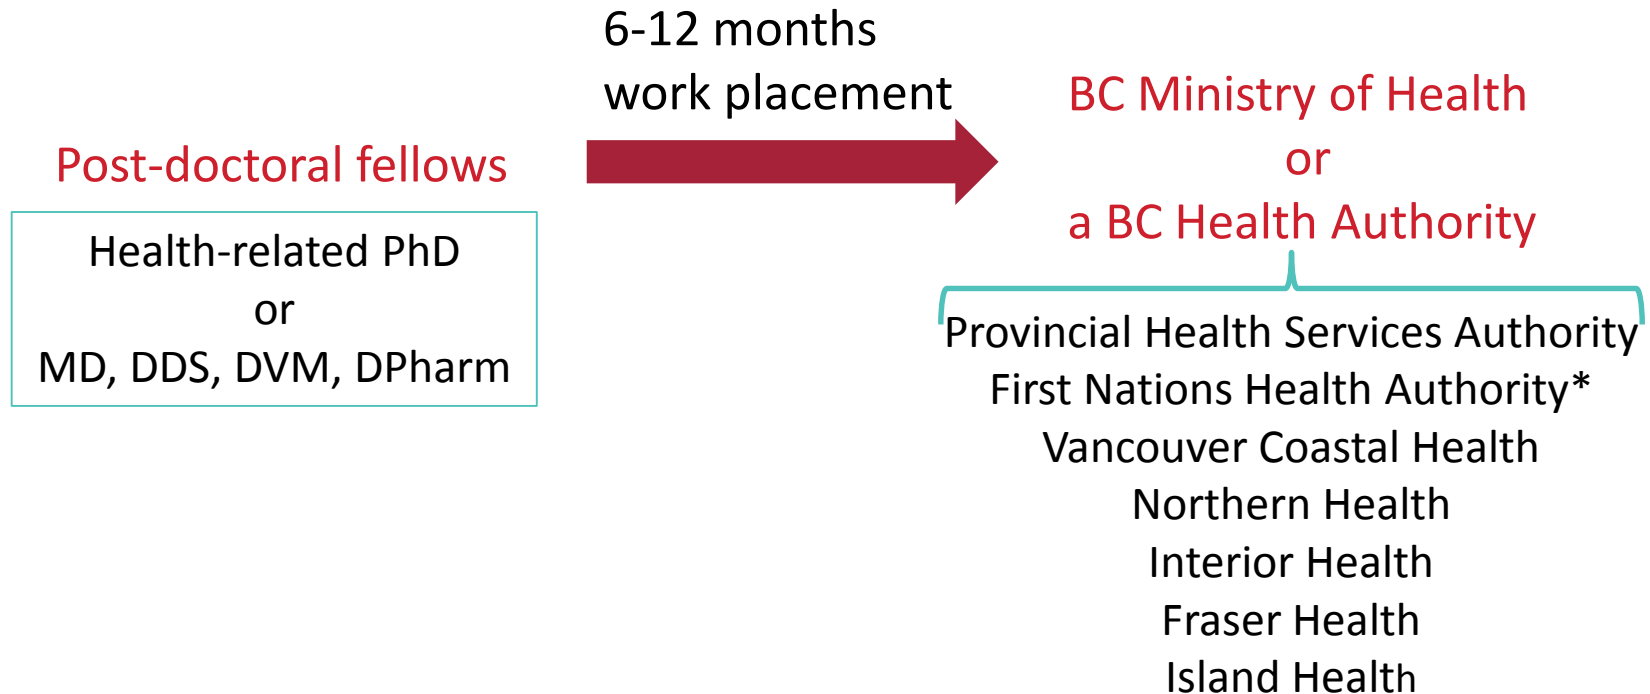 6-12 months
work placement
Post-doctoral fellows
Health-related PhD
or
MD, DDS, DVM, DPharm
BC Ministry of Health
or
a BC Health Authority
Provincial Health Services Authority
First Nations Health Authority*
Vancouver Coastal Health
Northern Health
Interior Health
Fraser Health
Island Health